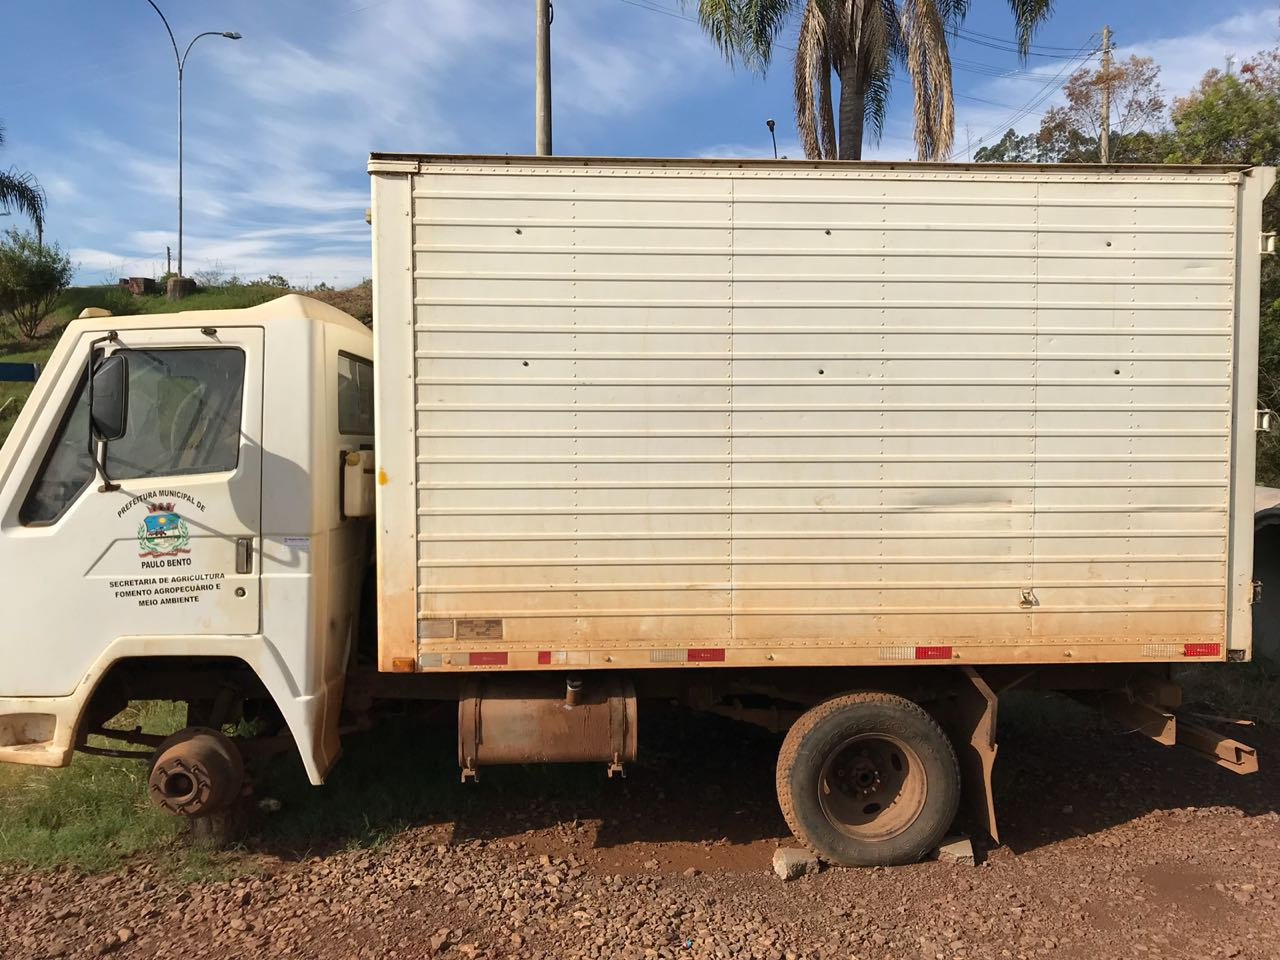 PREFEITURA MUNICIPAL DE
PAULO BENTO
SECRETARIA DE AGRICULTURA
FOMENTO AGROPECUÁRIO E
MEIO AMBIENTE